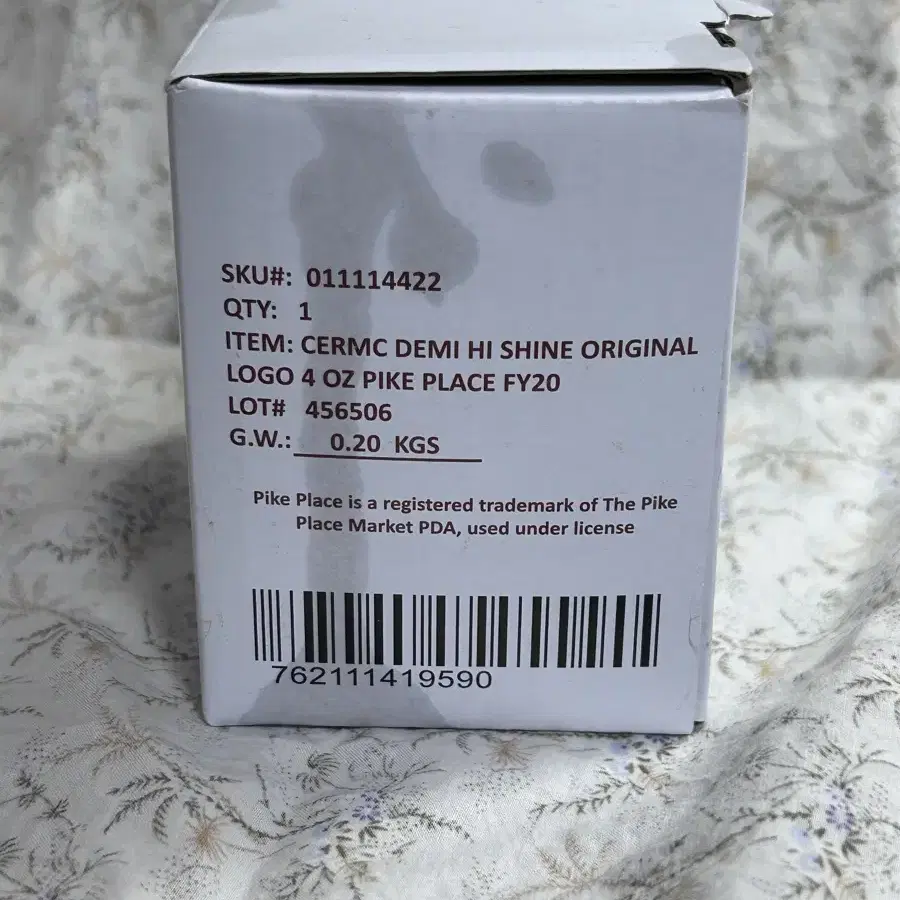 SKU#: 011114422
QTY: 1
ITEM: CERMC DEMI HI SHINE ORIGINAL
LOGO 4 OZ PIKE PLACE FY20
LOT# 456506
G.W.: 0.20 KGS
Pike Place is a registered trademark of The Pike
Place Market PDA, used under license
762111419590